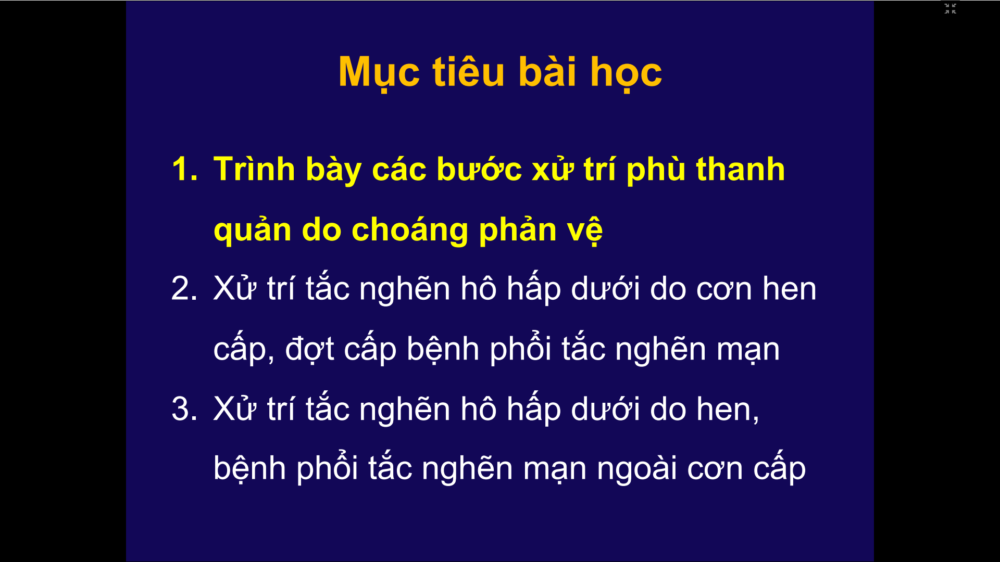 Mục tiêu bài học
1. Trình bày các bước xử trí phù thanh
quản do choáng phản vệ
2. Xử trí tắc nghẽn hô hấp dưới do cơn hen
cấp, đợt cấp bệnh phổi tắc nghẽn mạn
3. Xử trí tắc nghẽn hô hấp dưới do hen,
bệnh phổi tắc nghẽn mạn ngoài cơn cấp